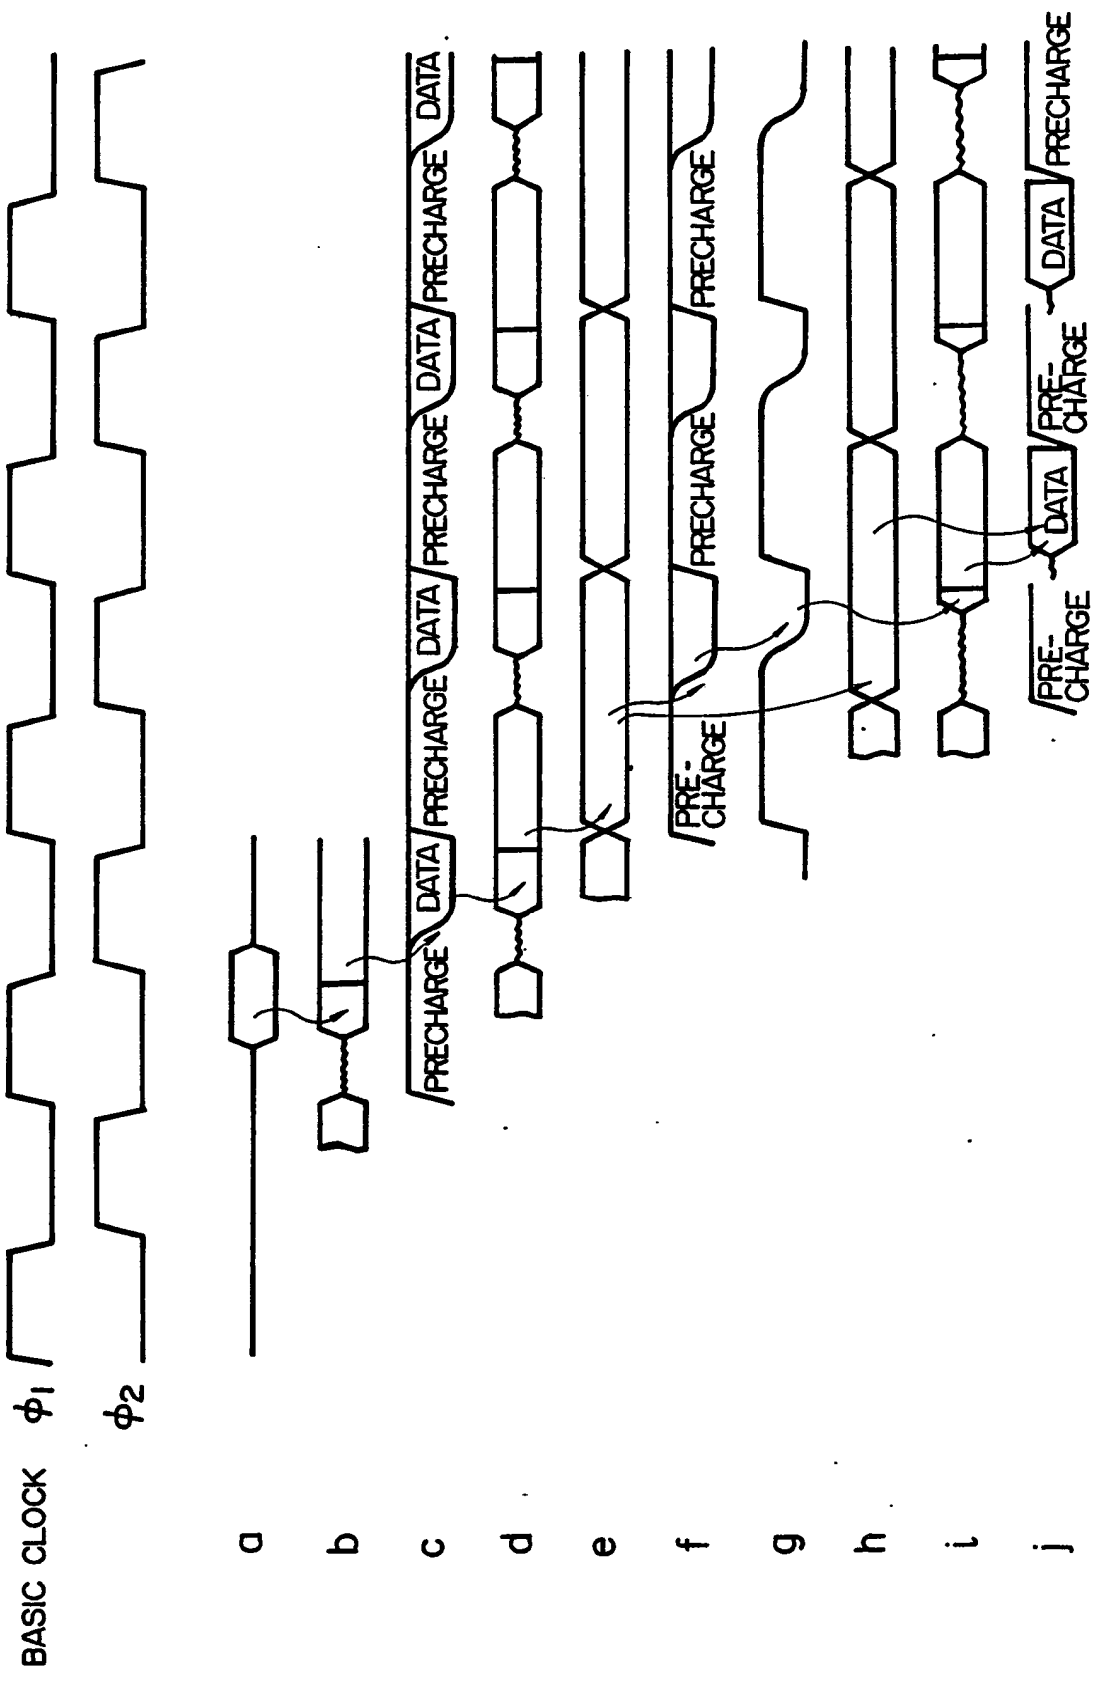 BASIC CLOCK ϕ1
ϕ2
a
b
c PRECHARGE DATA PRECHARGE DATA PRECHARGE DATA PRECHARGE DATA
d
e
f PRE-
CHARGE PRECHARGE PRECHARGE
g
h
i
j PRE-
CHARGE DATA PRE-
CHARGE DATA PRECHARGE